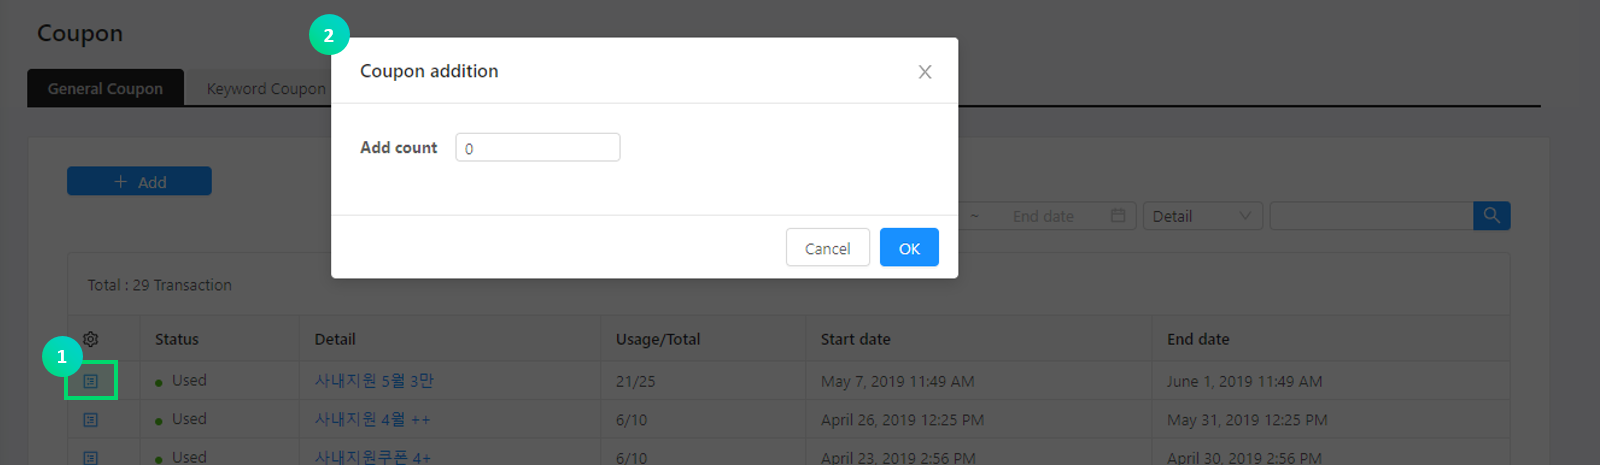 Coupon
2
Coupon addition
General Coupon
Keyword Coupon
Add count 0
+ Add
~ End date
Detail
Cancel OK
Total : 29 Transaction
Status Detail Usage/Total Start date End date
1
Used 사내지원 5월 3만 21/25 May 7, 2019 11:49 AM June 1, 2019 11:49 AM
Used 사내지원 4월 ++ 6/10 April 26, 2019 12:25 PM May 31, 2019 12:25 PM
Used 사내지원쿠폰 4+ 6/10 April 23, 2019 2:56 PM April 30, 2019 2:56 PM